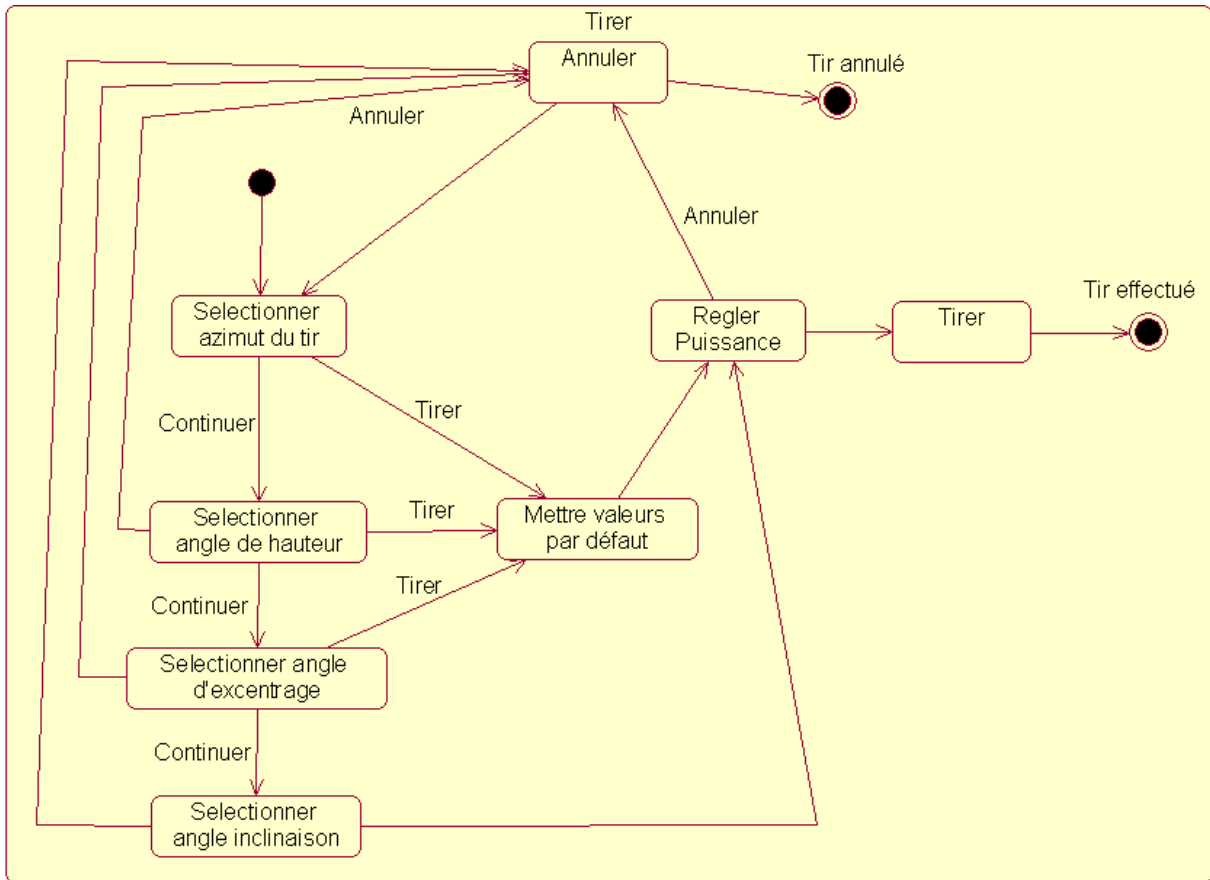 Tirer
Annuler
Tir annulé
Annuler
Annuler
Selectionner
azimut du tir
Regler
Puissance
Tirer
Tir effectué
Continuer
Tirer
Selectionner
angle de hauteur
Tirer
Mettre valeurs
par défaut
Continuer
Tirer
Selectionner angle
d'excentrage
Continuer
Selectionner
angle inclinaison